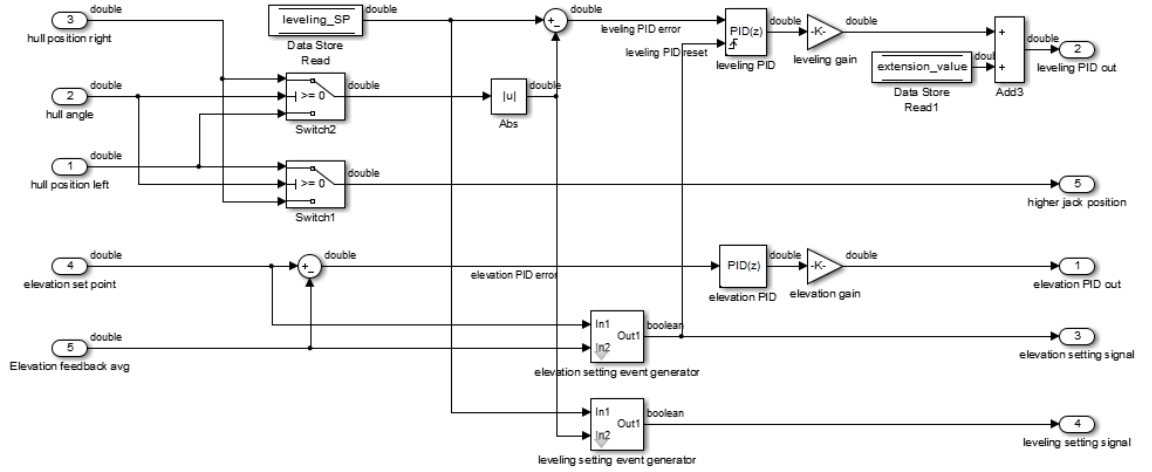 3
double
hull position right
leveling_SP
double
Data Store
Read
double
+
-
leveling PID error
leveling PID reset
PID(z)
double
leveling PID
-K-
double
leveling gain
extension_value
double
Data Store
Read1
+
+
Add3
double
2
leveling PID out
2
double
hull angle
>= 0
double
Switch2
|u|
double
Abs
1
double
hull position left
>= 0
double
Switch1
5
higher jack position
4
double
elevation set point
+
-
double
elevation PID error
PID(z)
double
elevation PID
-K-
double
elevation gain
1
elevation PID out
5
double
Elevation feedback avg
In1
In2
Out1
boolean
elevation setting event generator
3
elevation setting signal
In1
In2
Out1
boolean
leveling setting event generator
4
leveling setting signal